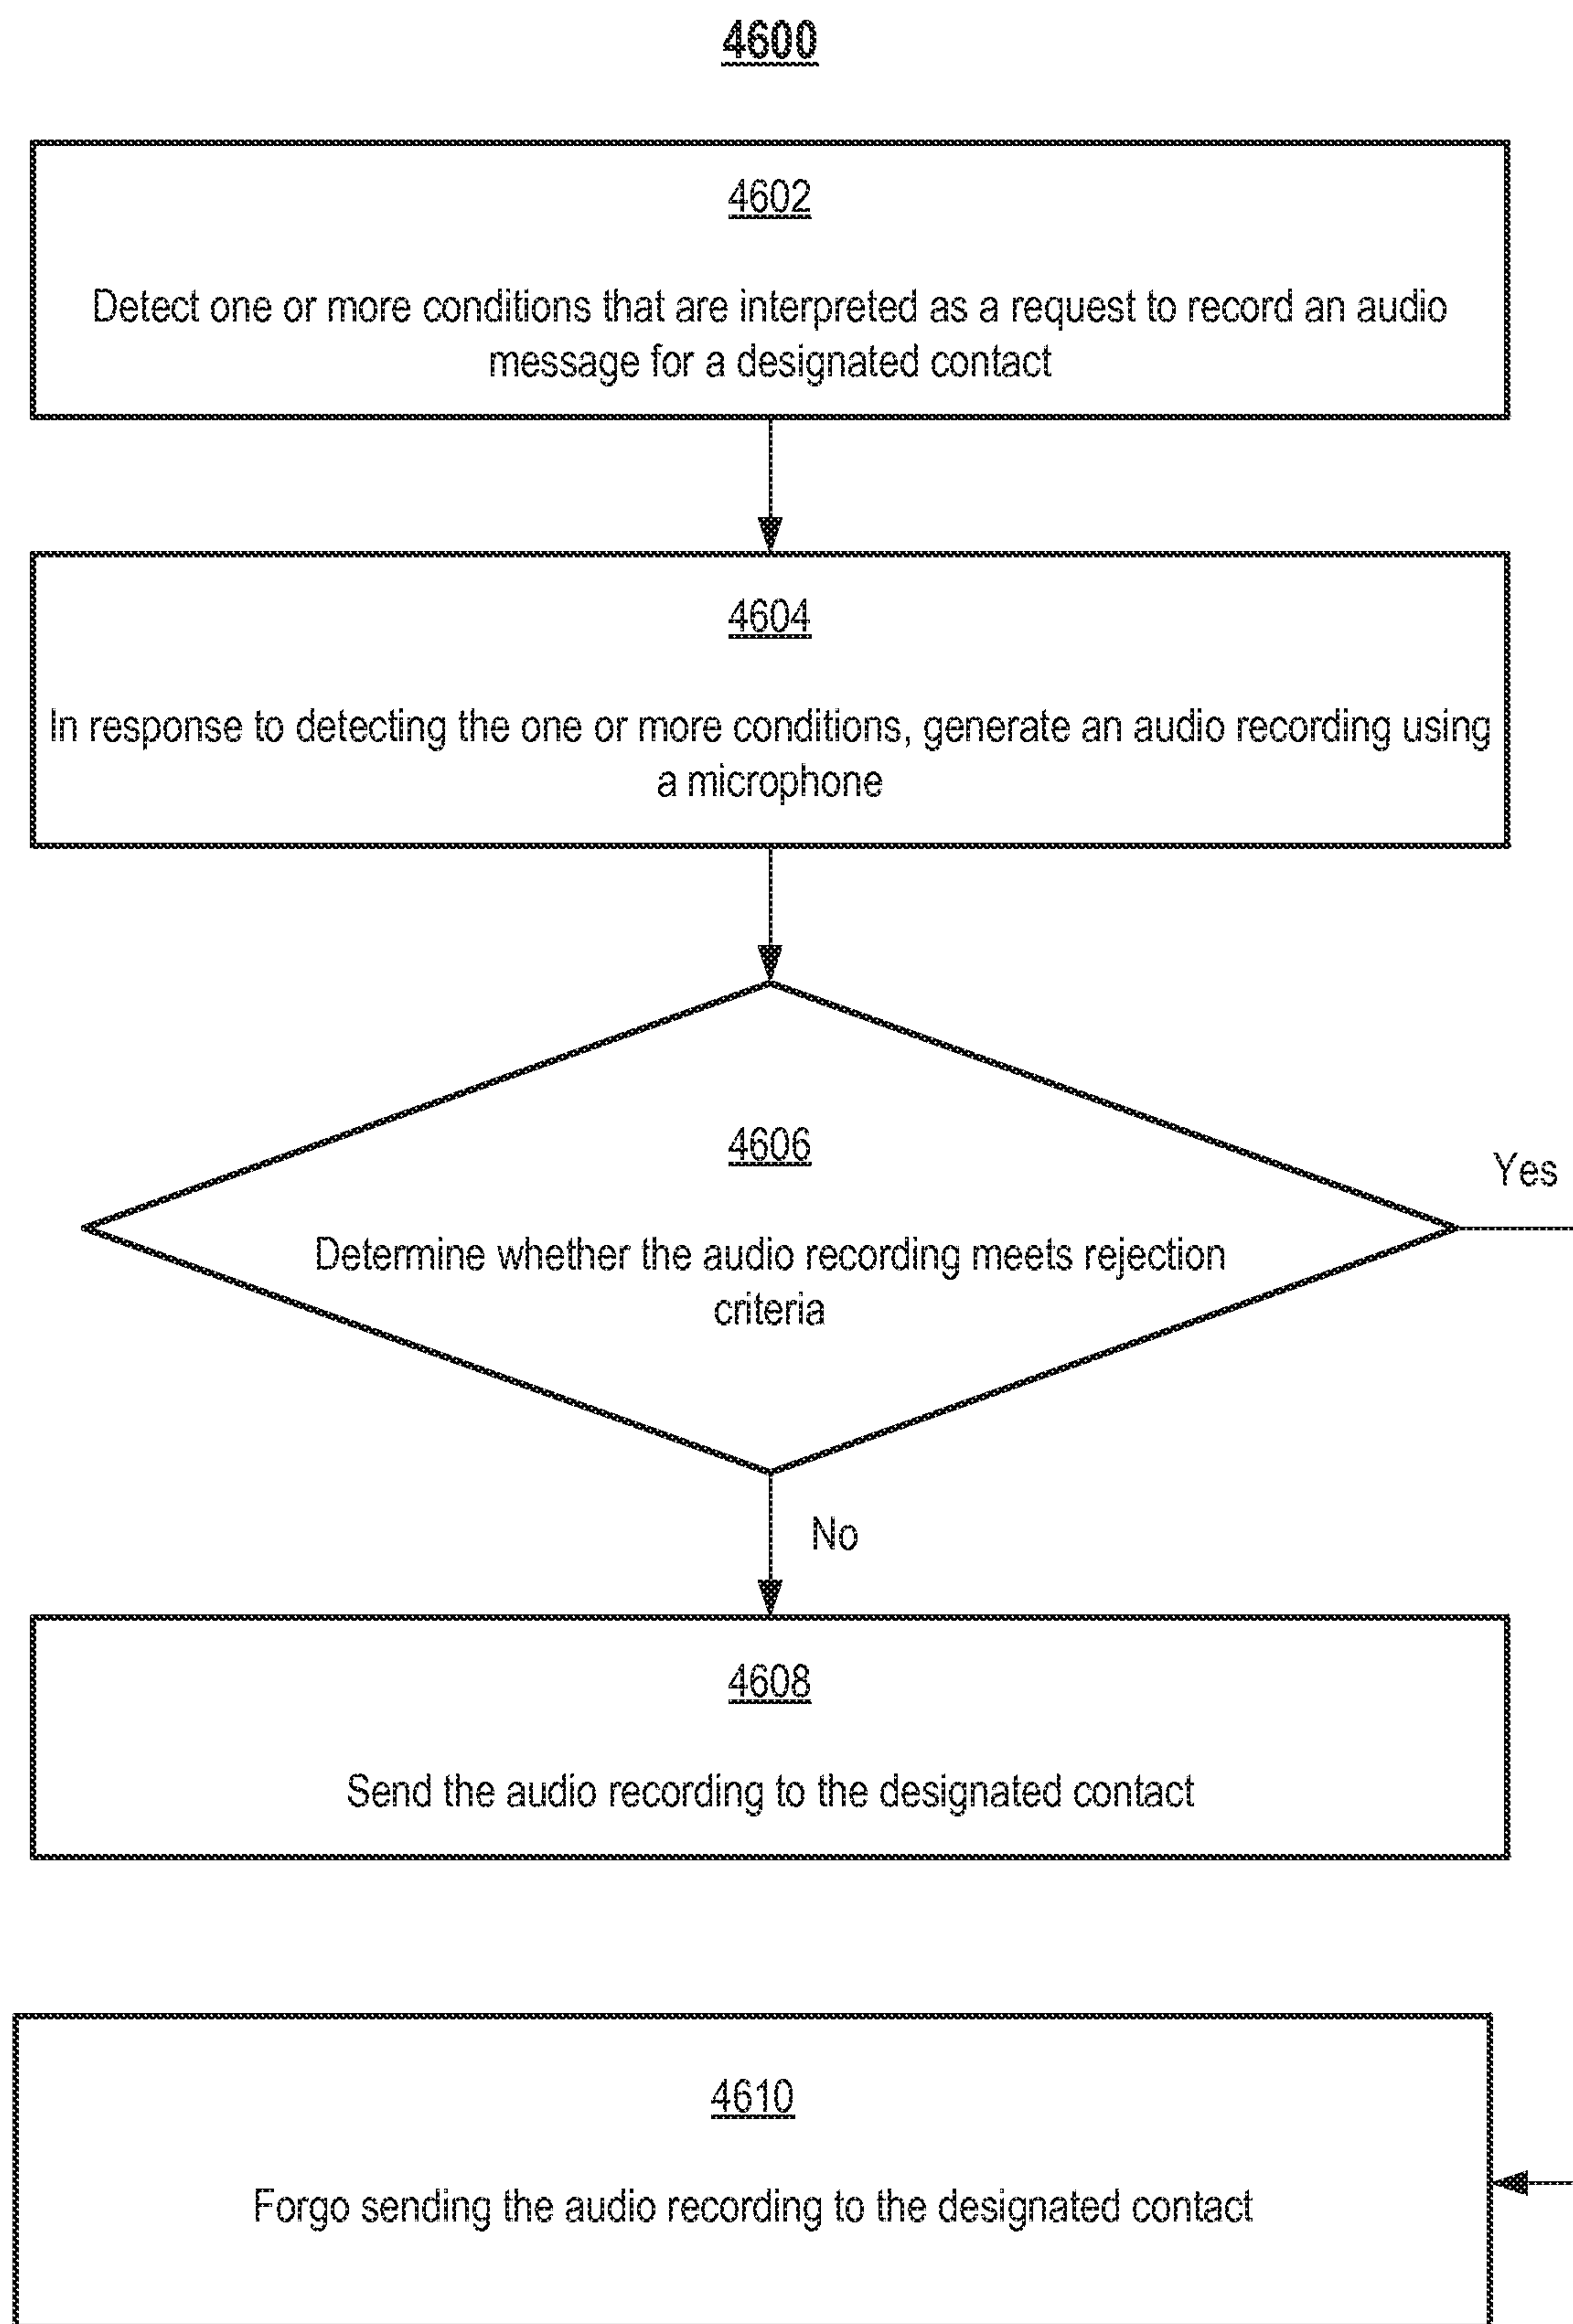 4600
4602
Detect one or more conditions that are interpreted as a request to record an audio
message for a designated contact
4604
In response to detecting the one or more conditions, generate an audio recording using
a microphone
4606
Yes
Determine whether the audio recording meets rejection
criteria
No
4608
Send the audio recording to the designated contact
4610
Forgo sending the audio recording to the designated contact